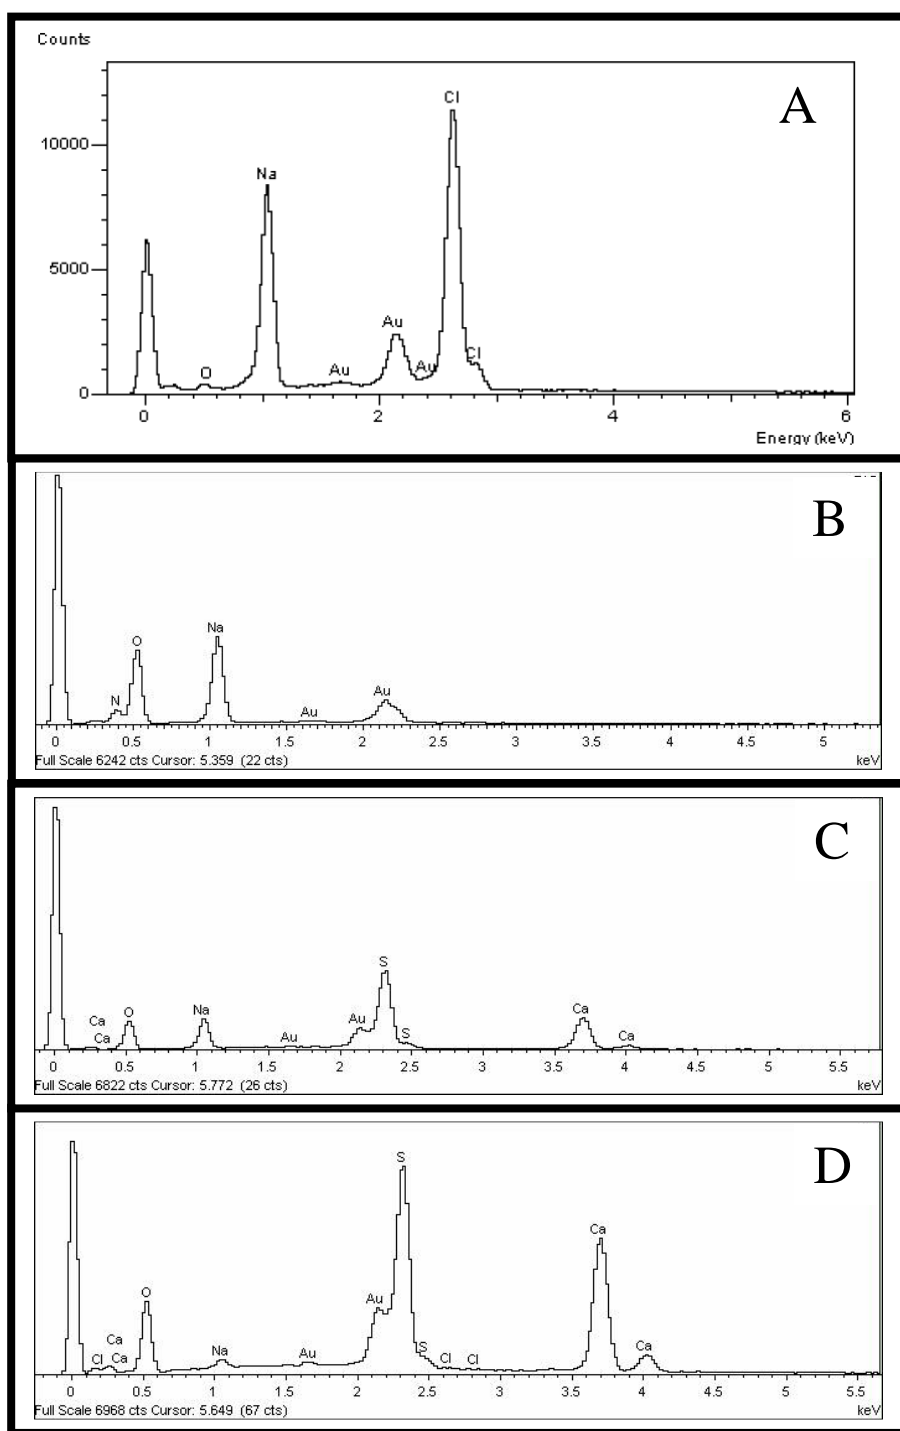 Counts
A
Cl
10000
Na
5000
Au
Au
Cl
Au
O
0
0 2 4 6
Energy (keV)
B
O
Na
N
Au
Au
0 0.5 1 1.5 2 2.5 3 3.5 4 4.5 5
Full Scale 6242 cts Cursor: 5.359 (22 cts) keV
C
S
Ca
O
Na
Au
Ca
Ca
Au
S
Ca
0 0.5 1 1.5 2 2.5 3 3.5 4 4.5 5 5.5
Full Scale 6822 cts Cursor: 5.772 (26 cts) keV
D
S
Ca
O
Au
Ca
Cl
Ca
Na
Au
S
Cl
Cl
Ca
0 0.5 1 1.5 2 2.5 3 3.5 4 4.5 5 5.5
Full Scale 6968 cts Cursor: 5.649 (67 cts) keV